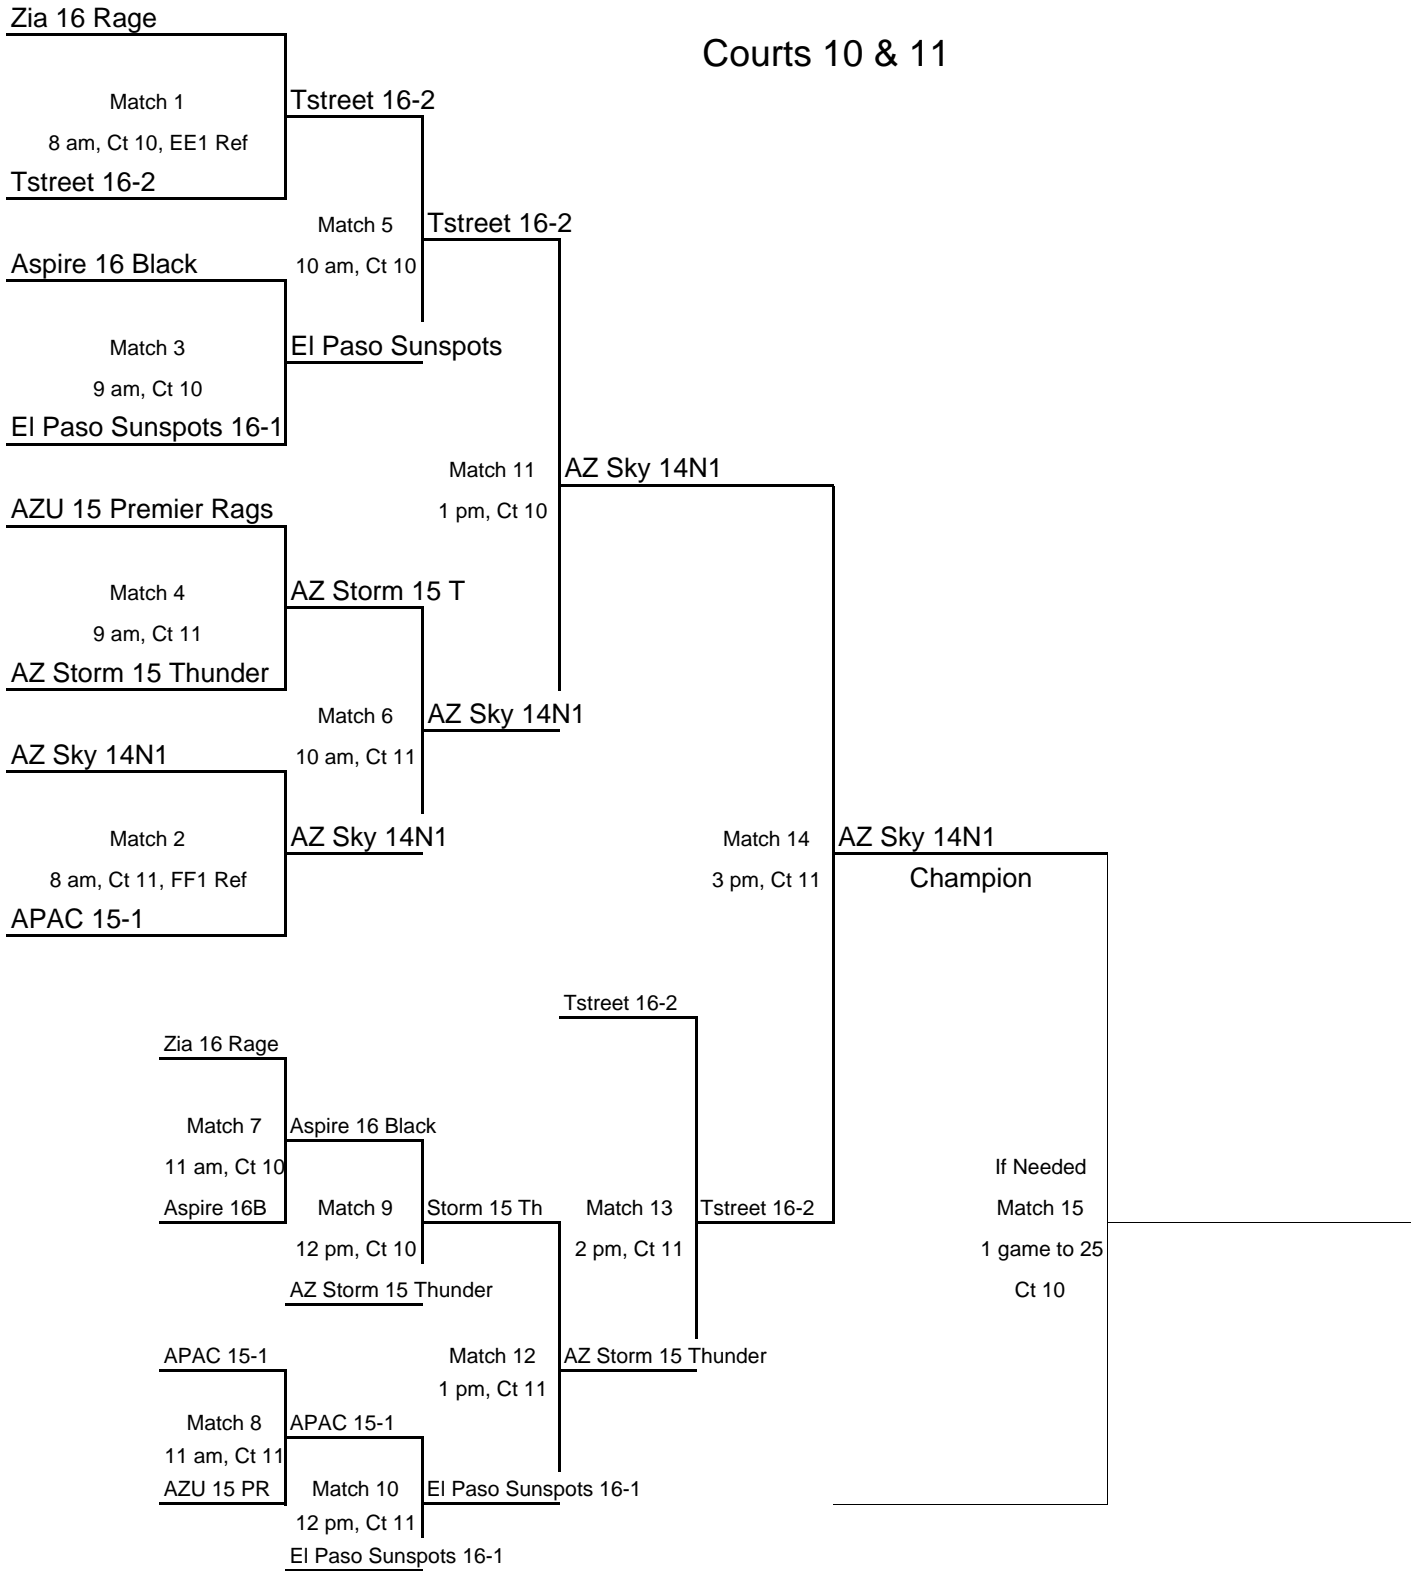 Zia 16 Rage
Courts 10 & 11
Match 1
Tstreet 16-2
8 am, Ct 10, EE1 Ref
Tstreet 16-2
Match 5
Tstreet 16-2
Aspire 16 Black
10 am, Ct 10
Match 3
El Paso Sunspots
9 am, Ct 10
El Paso Sunspots 16-1
Match 11
AZ Sky 14N1
AZU 15 Premier Rags
1 pm, Ct 10
Match 4
AZ Storm 15 T
9 am, Ct 11
AZ Storm 15 Thunder
Match 6
AZ Sky 14N1
AZ Sky 14N1
10 am, Ct 11
Match 2
AZ Sky 14N1
Match 14
AZ Sky 14N1
8 am, Ct 11, FF1 Ref
3 pm, Ct 11
Champion
APAC 15-1
Tstreet 16-2
Zia 16 Rage
Match 7
Aspire 16 Black
11 am, Ct 10
If Needed
Aspire 16B
Match 9
Storm 15 Th
Match 13
Tstreet 16-2
Match 15
12 pm, Ct 10
2 pm, Ct 11
1 game to 25
AZ Storm 15 Thunder
Ct 10
APAC 15-1
Match 12
AZ Storm 15 Thunder
1 pm, Ct 11
Match 8
APAC 15-1
11 am, Ct 11
AZU 15 PR
Match 10
El Paso Sunspots 16-1
12 pm, Ct 11
El Paso Sunspots 16-1